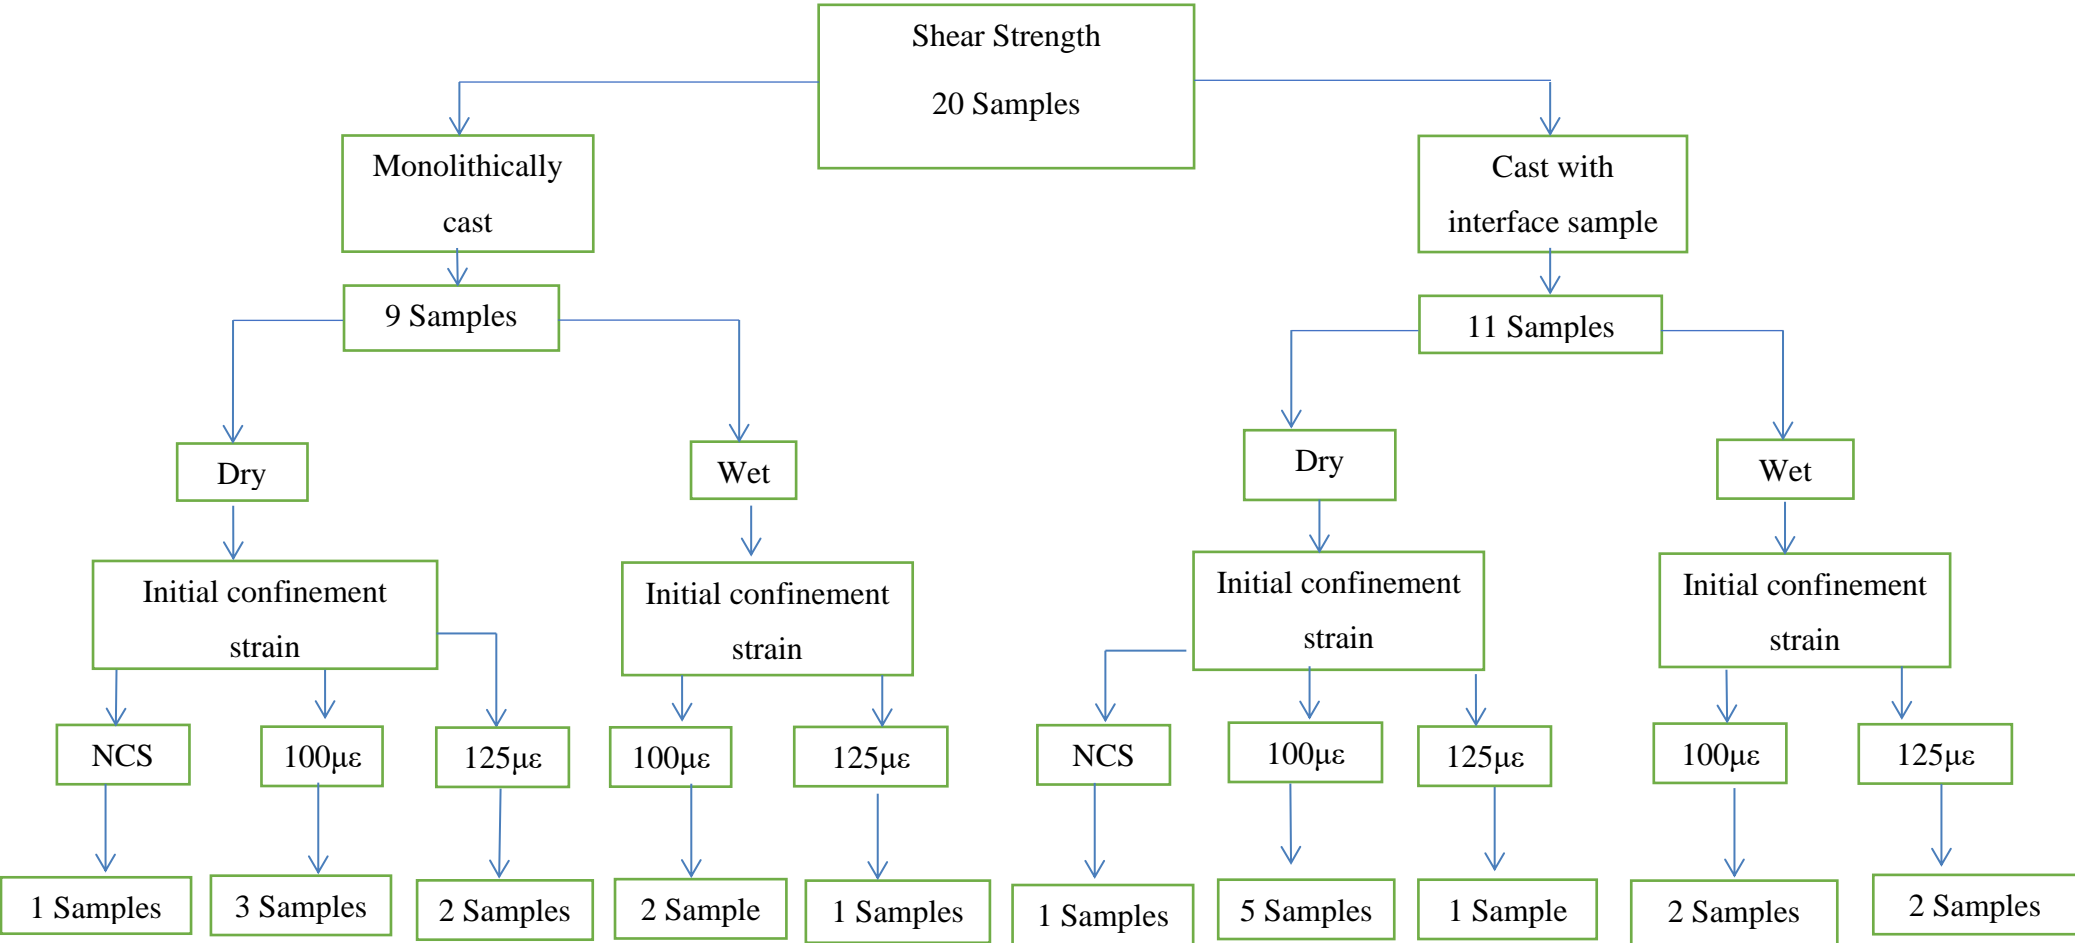 Shear Strength
20 Samples
Monolithically
cast
Cast with
interface sample
9 Samples
11 Samples
Dry
Wet
Dry
Wet
Initial confinement
strain
Initial confinement
strain
Initial confinement
strain
Initial confinement
strain
NCS
100με
125με
100με
125με
NCS
100με
125με
100με
125με
1 Samples
3 Samples
2 Samples
2 Sample
1 Samples
1 Samples
5 Samples
1 Sample
2 Samples
2 Samples